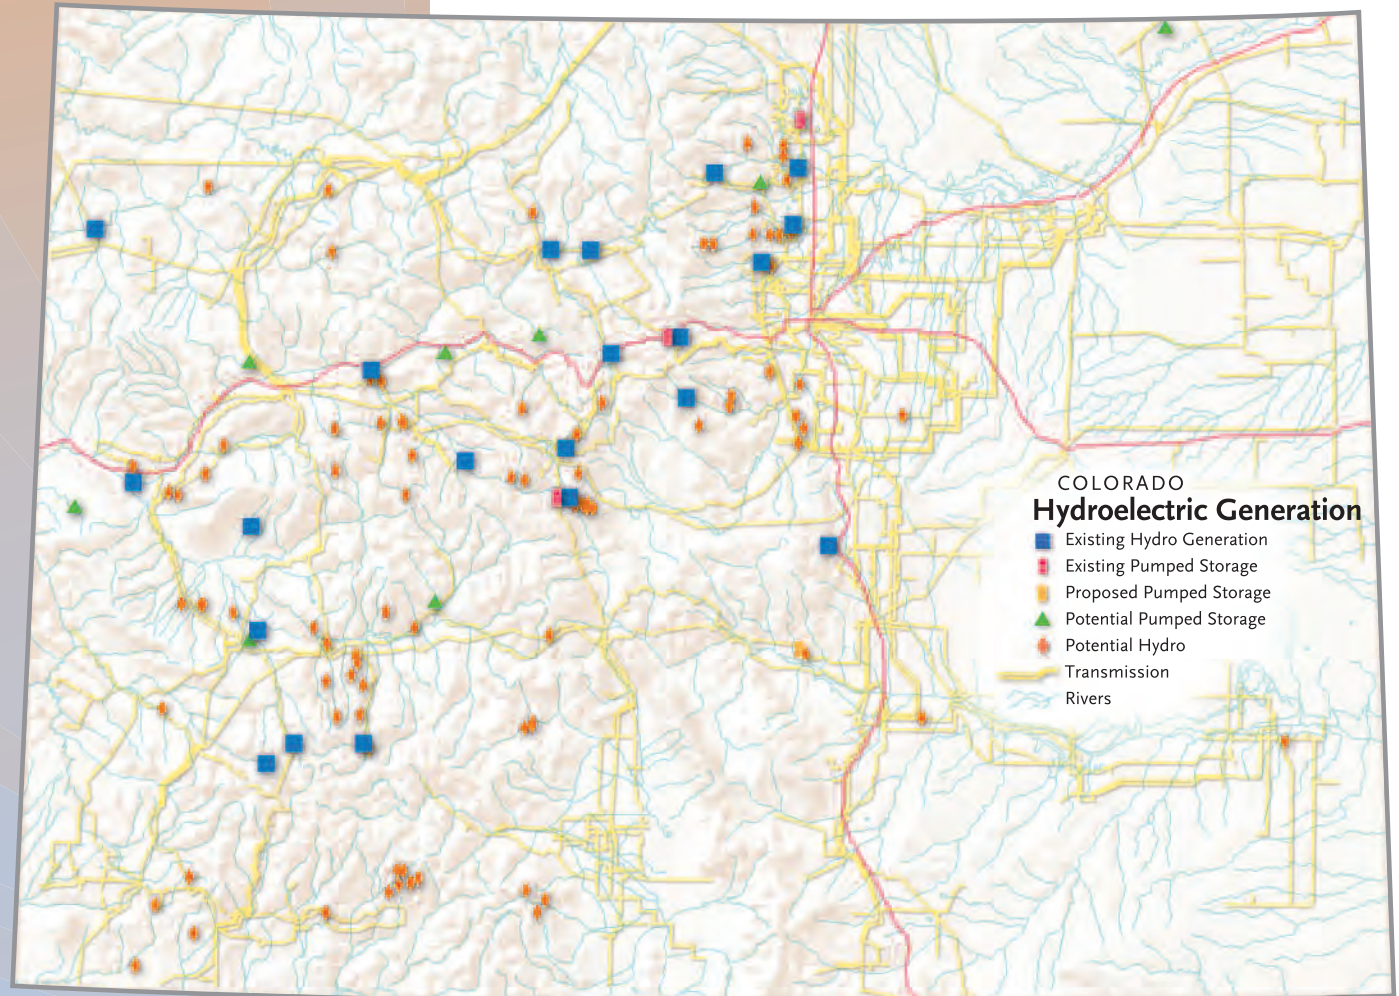 COLORADO
Hydroelectric Generation
Existing Hydro Generation
Existing Pumped Storage
Proposed Pumped Storage
Potential Pumped Storage
Potential Hydro
Transmission
Rivers